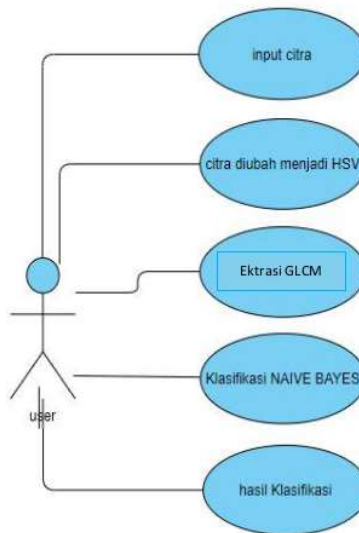 input citra
citra diubah menjadi HSV
Ektrasi GLCM
Klasifikasi NAIVE BAYES
user
hasil Klasifikasi